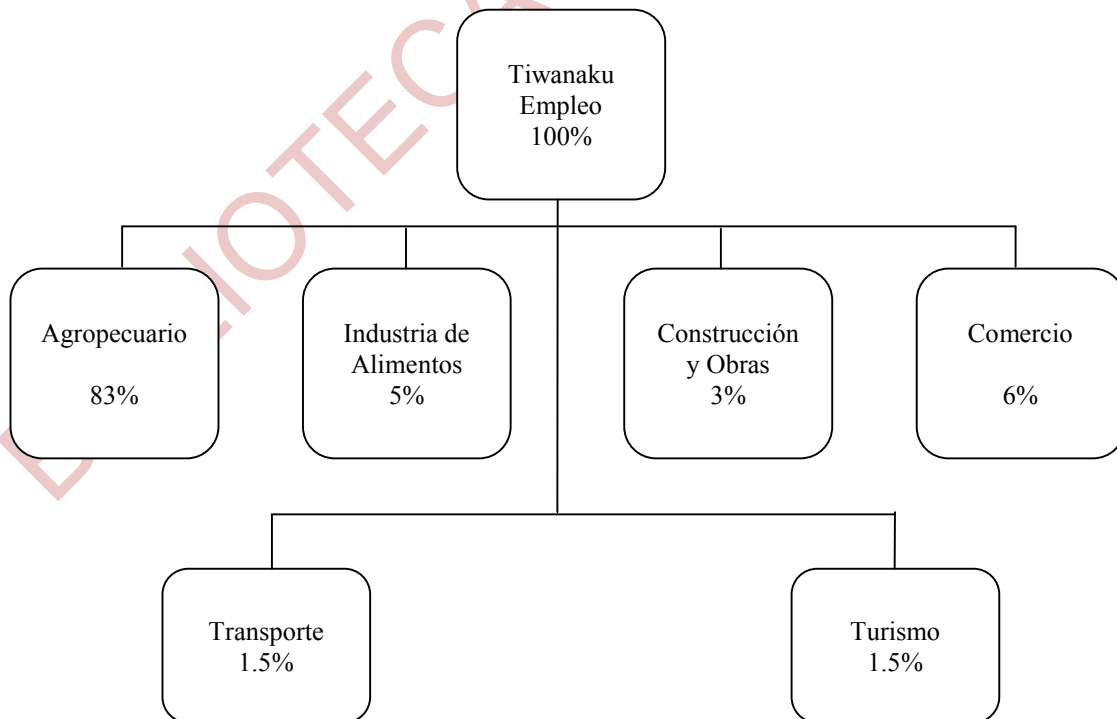 Tiwanaku
Empleo
100%
Agropecuario
83%
Industria de
Alimentos
5%
Construcción
y Obras
3%
Comercio
6%
Transporte
1.5%
Turismo
1.5%